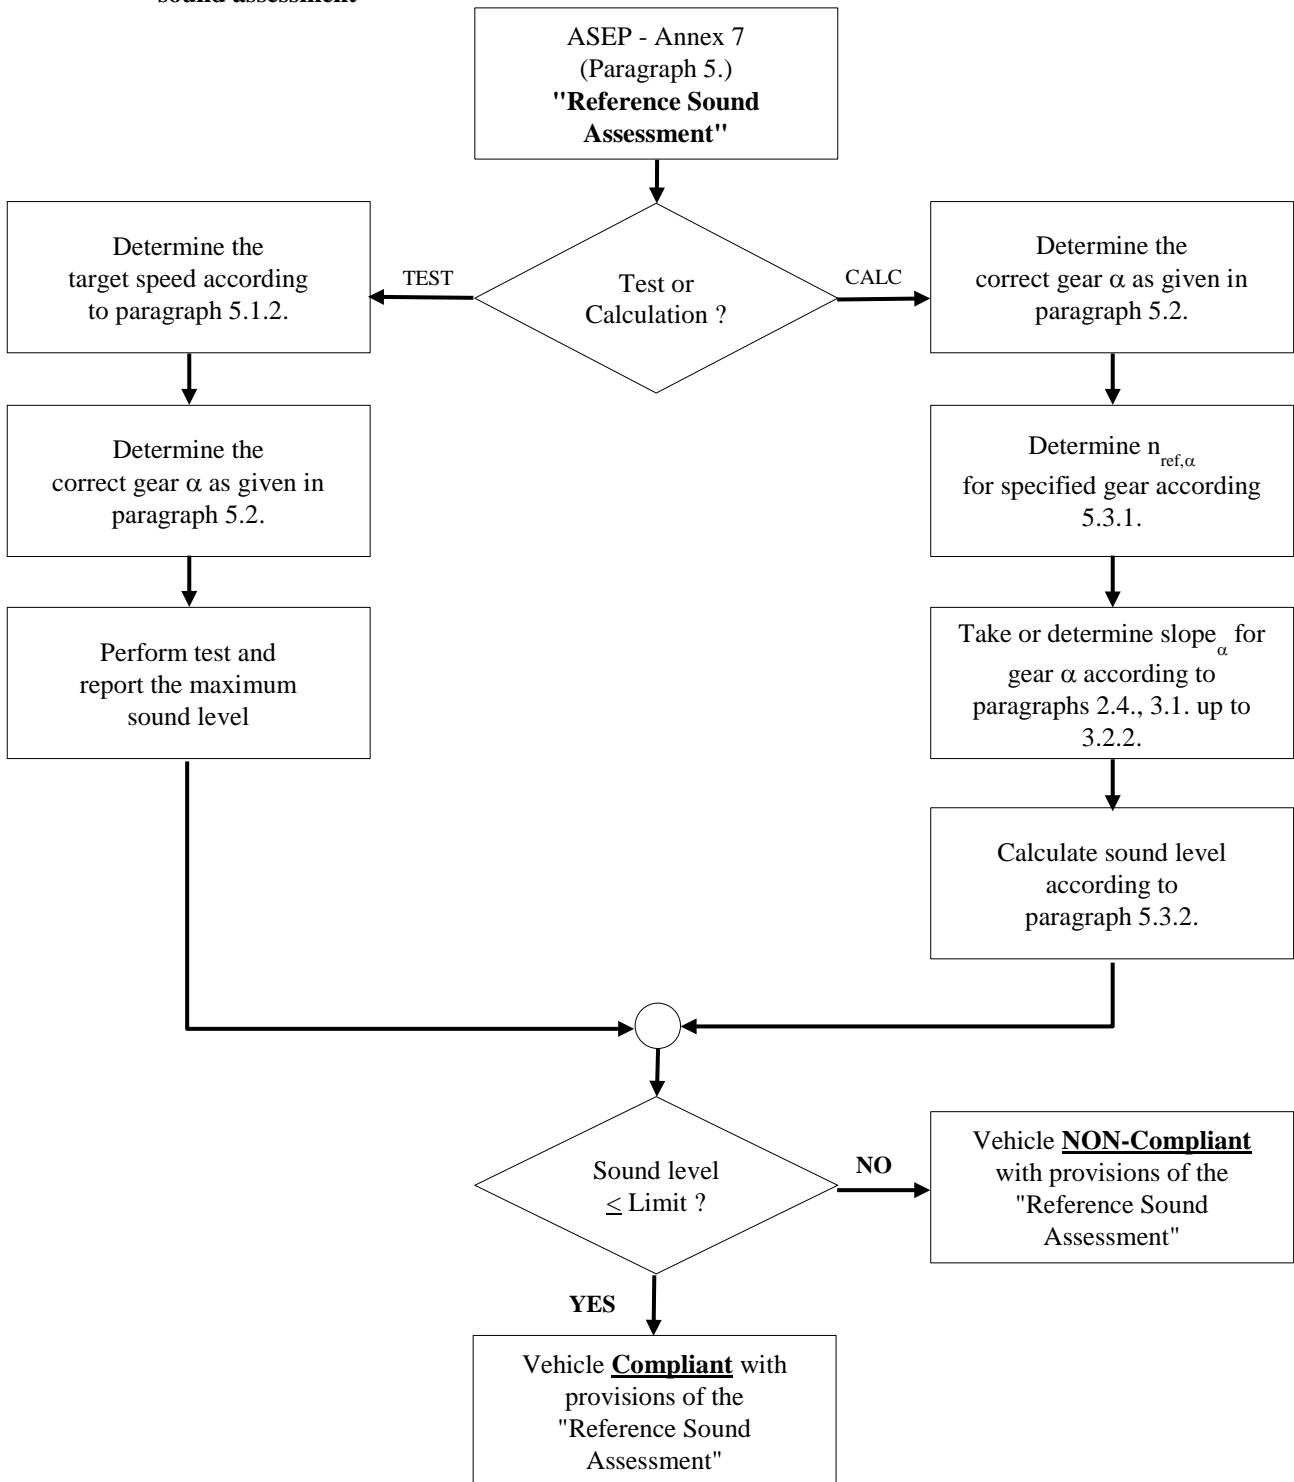 sound assessment
ASEP - Annex 7
(Paragraph 5.)
"Reference Sound
Assessment"
Determine the
target speed according
to paragraph 5.1.2.
TEST
Test or
Calculation ?
CALC
Determine the
correct gear α as given in
paragraph 5.2.
Determine the
correct gear α as given in
paragraph 5.2.
Determine n ref,α
for specified gear according
5.3.1.
Perform test and
report the maximum
sound level
Take or determine slope α for
gear α according to
paragraphs 2.4., 3.1. up to
3.2.2.
Calculate sound level
according to
paragraph 5.3.2.
Sound level
≤ Limit ?
NO
Vehicle NON-Compliant
with provisions of the
"Reference Sound
Assessment"
YES
Vehicle Compliant with
provisions of the
"Reference Sound
Assessment"